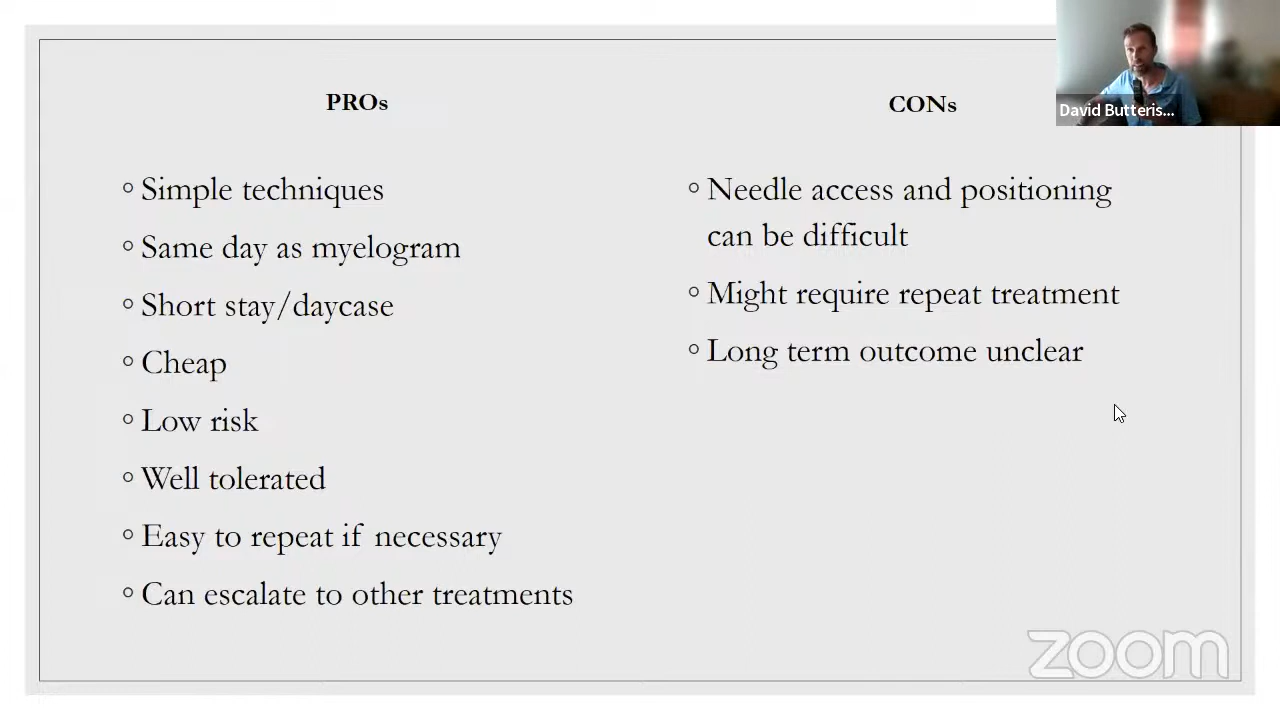 PROs
Simple techniques
Same day as myelogram
Short stay/daycase
Cheap
Low risk
Well tolerated
Easy to repeat if necessary
Can escalate to other treatments
CONs
Needle access and positioning
can be difficult
Might require repeat treatment
Long term outcome unclear
David Butteris...
zoom